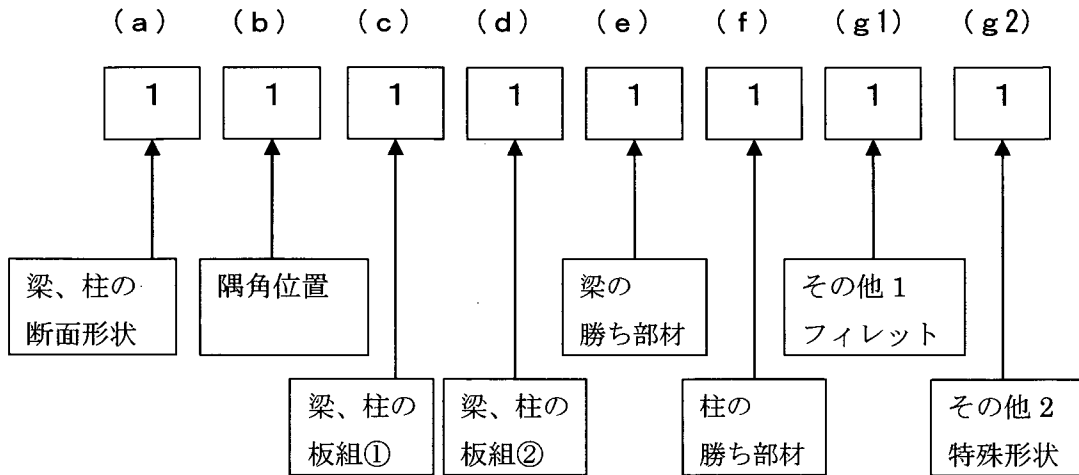 (a) (b) (c) (d) (e) (f) (g1) (g2)
1 1 1 1 1 1 1 1
梁、柱の
断面形状
隅角位置
梁の
勝ち部材
その他1
フィレット
梁、柱の
板組①
梁、柱の
板組②
柱の
勝ち部材
その他2
特殊形状